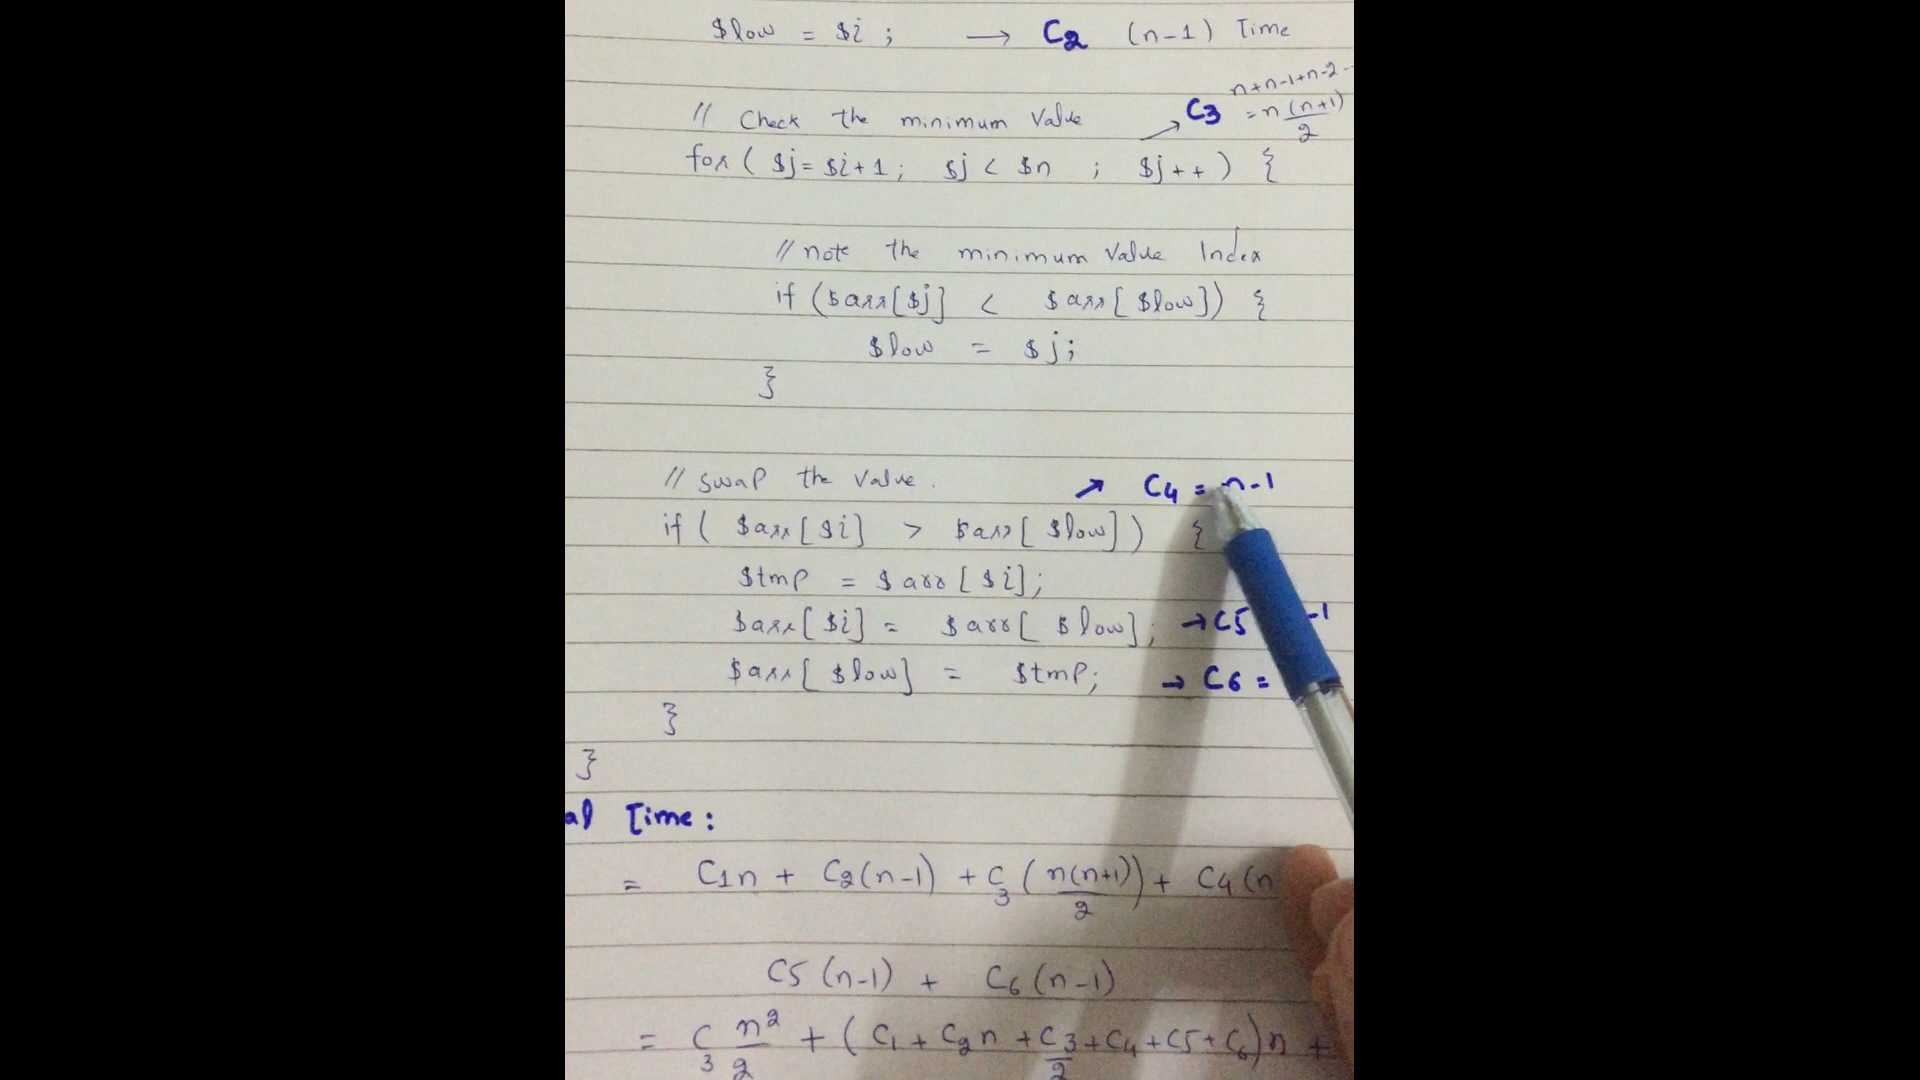 $low = $i ; → C2 (n-1) Time
n+n-1+n-2
// Check the minimum Value → C3 = n(n+1)/2
for ( $j = $i+1 ; $j < $n ; $j++ ) {
// note the minimum Value Index
if ($arr[$j] < $arr[$low]) {
$low = $j;
}
// swap the value. → C4 = n-1
if ( $arr[$i] > $arr[$low]) {
$tmp = $arr[$i];
$arr[$i] = $arr[$low]; → C5 -1
$arr[$low] = $tmp; → C6 =
}
}
al Time:
= C1n + C2(n-1) + C3 (n(n+1)/2) + C4(n
C5(n-1) + C6(n-1)
= C3 n²/2 + (C1 + C2n + C3/2 + C4 + C5 + C6)n +